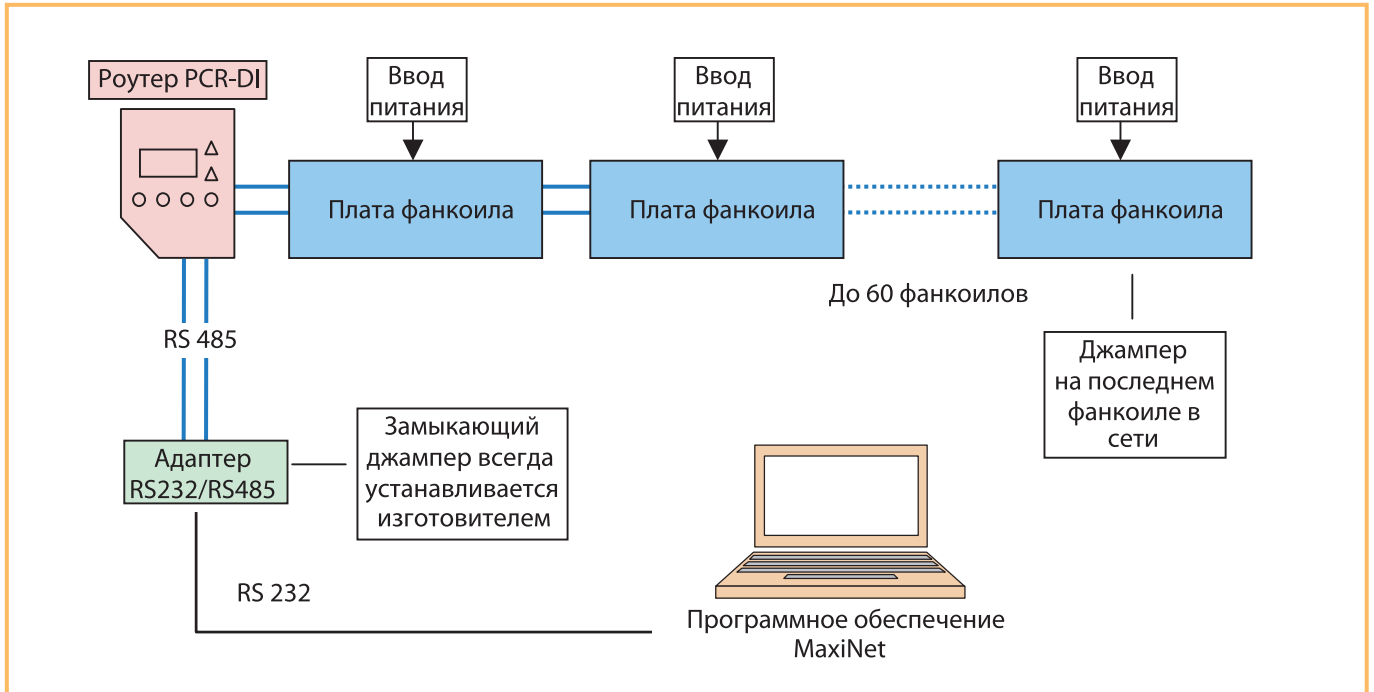 Роутер PCR-DI
Ввод
питания
Ввод
питания
Ввод
питания
Плата фанкоила
Плата фанкоила
Плата фанкоила
До 60 фанкоилов
RS 485
Джампер
на последнем
фанкоиле в
сети
Замыкающий
джампер всегда
устанавливается
изготовителем
Адаптер
RS232/RS485
RS 232
Программное обеспечение
MaxiNet